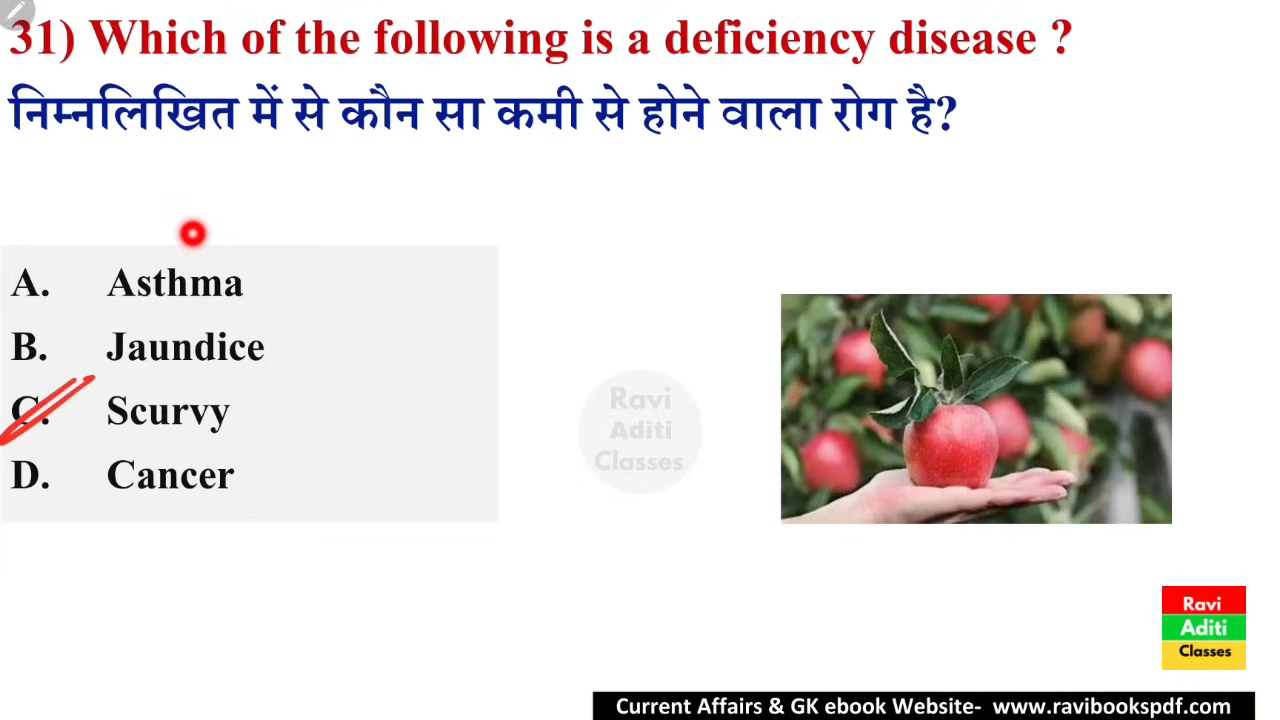 31) Which of the following is a deficiency disease ?
निम्नलिखित में से कौन सा कमी से होने वाला रोग है?
A. Asthma
B. Jaundice
C. Scurvy
D. Cancer
Ravi
Aditi
Classes
Ravi
Aditi
Classes
Current Affairs & GK ebook Website- www.ravibookspdf.com